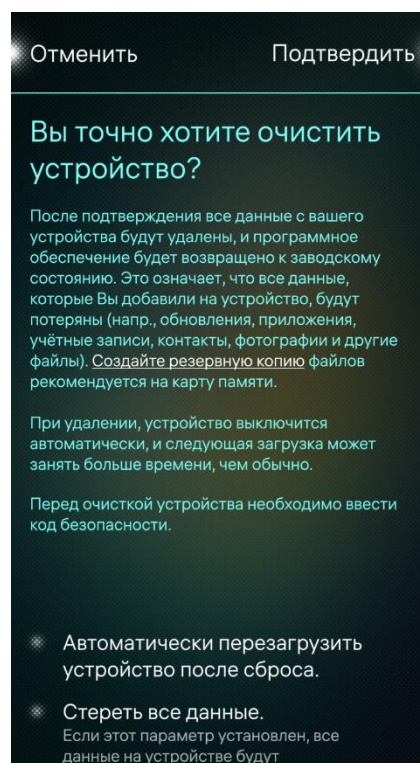 Отменить Подтвердить
Вы точно хотите очистить
устройство?
После подтверждения все данные с вашего
устройства будут удалены, и программное
обеспечение будет возвращено к заводскому
состоянию. Это означает, что все данные,
которые Вы добавили на устройство, будут
потеряны (напр., обновления, приложения,
учётные записи, контакты, фотографии и другие
файлы). Создайте резервную копию файлов
рекомендуется на карту памяти.
При удалении, устройство выключится
автоматически, и следующая загрузка может
занять больше времени, чем обычно.
Перед очисткой устройства необходимо ввести
код безопасности.
Автоматически перезагрузить
устройство после сброса.
Стереть все данные.
Если этот параметр установлен, все
данные на устройстве будут